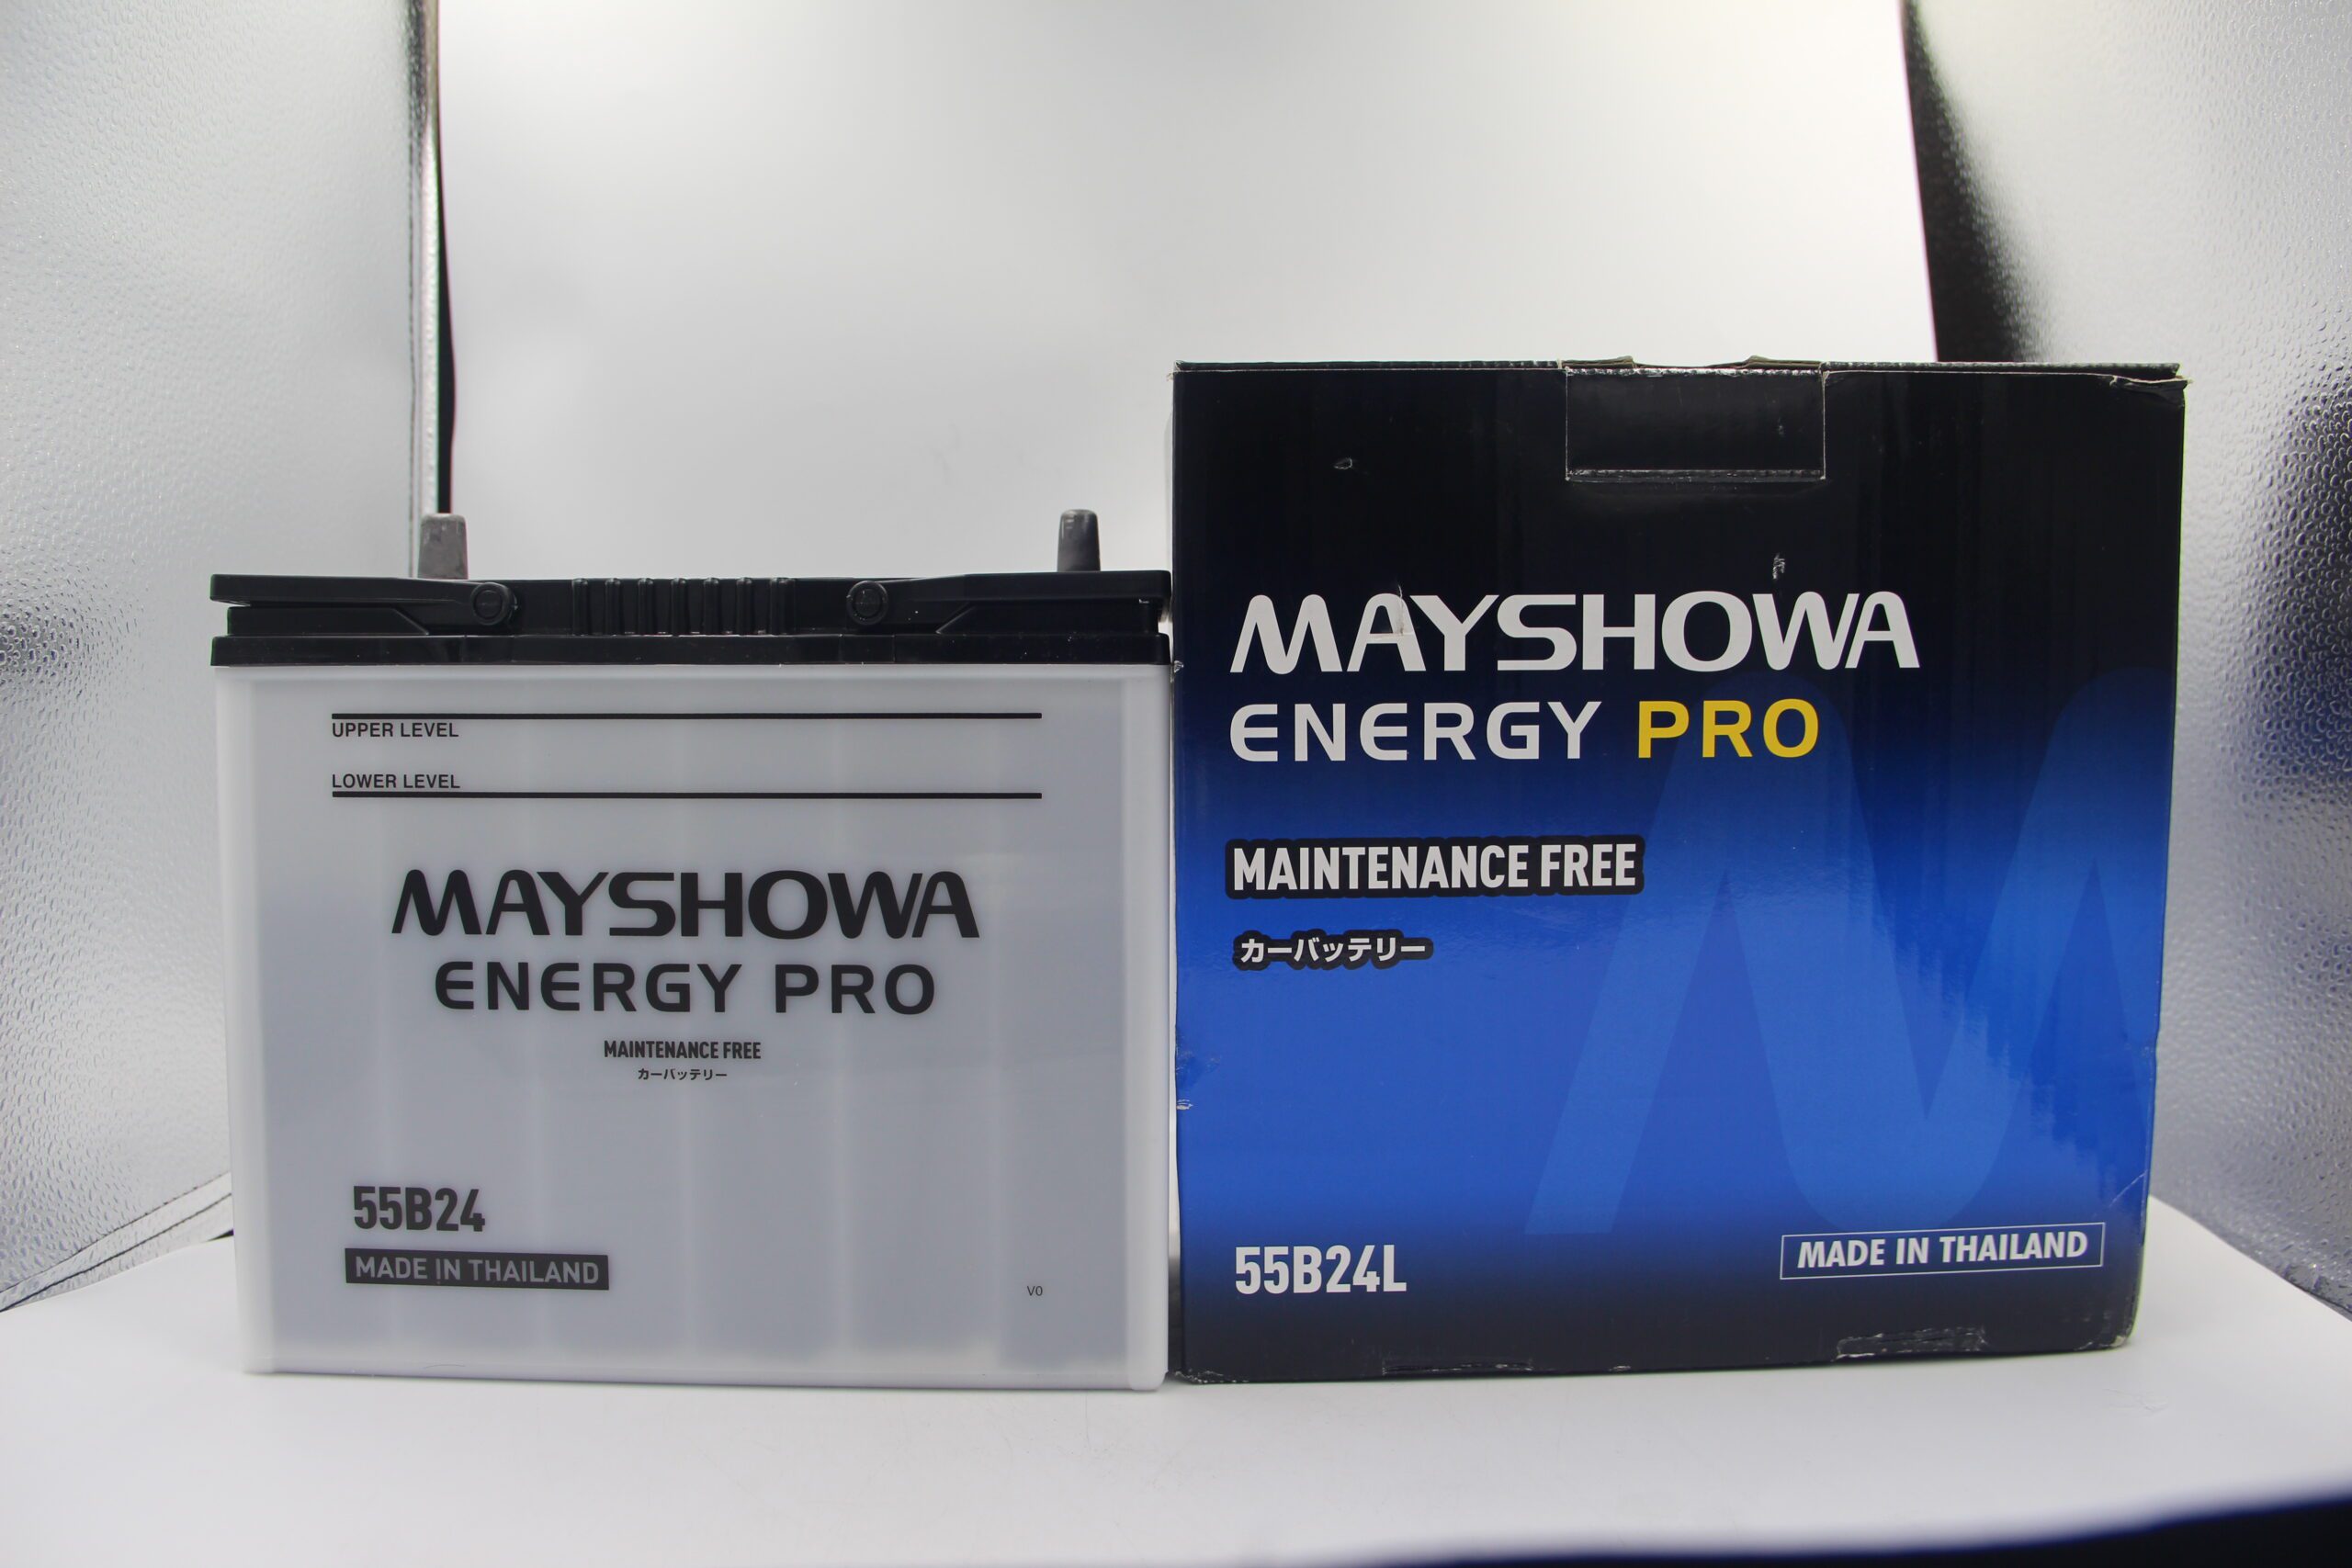 UPPER LEVEL
LOWER LEVEL
MAYSHOWA
ENERGY PRO
MAINTENANCE FREE
カーバッテリー
55B24
MADE IN THAILAND
V0
MAYSHOWA
ENERGY PRO
MAINTENANCE FREE
カーバッテリー
55B24L
MADE IN THAILAND